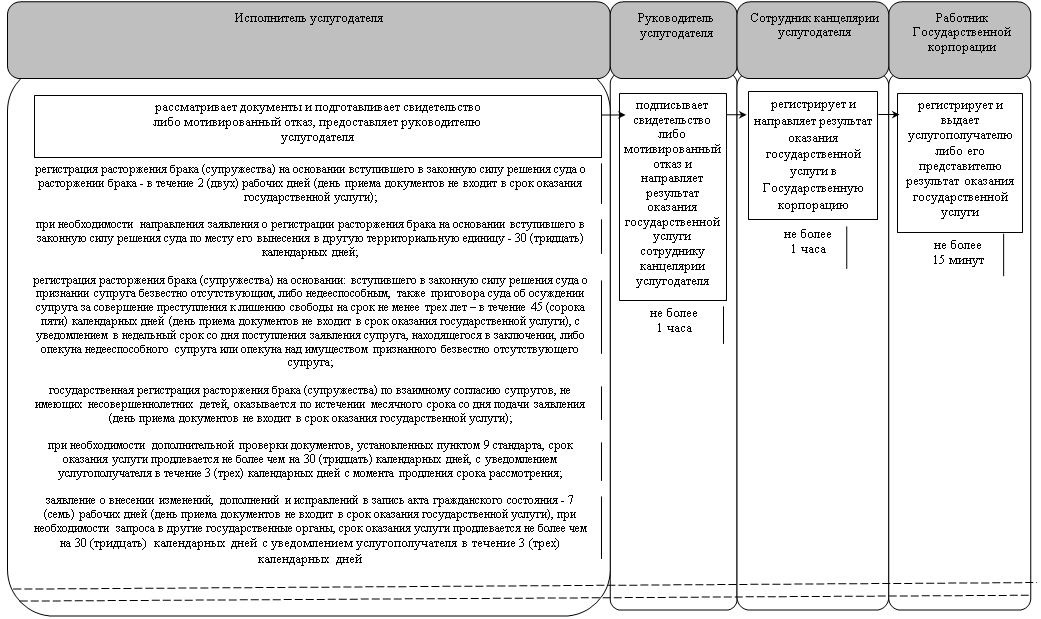 Исполнитель услугодателя
Руководитель
услугодателя
Сотрудник канцелярии
услугодателя
Работник
Государственной
корпорации
рассматривает документы и подготавливает свидетельство
либо мотивированный отказ, предоставляет руководителю
услугодателя
регистрация расторжения брака (супружества) на основании вступившего в законную силу решения суда о
расторжении брака - в течение 2 (двух) рабочих дней (день приема документов не входит в срок оказания
государственной услуги);
при необходимости направления заявления о регистрации расторжения брака на основании вступившего в
законную силу решения суда по месту его вынесения в другую территориальную единицу - 30 (тридцать)
календарных дней;
регистрация расторжения брака (супружества) на основании: вступившего в законную силу решения суда о
признании супруга безвестно отсутствующим, либо недееспособным, также приговора суда об осуждении
супруга за совершение преступления к лишению свободы на срок не менее трех лет – в течение 45 (сорока
пяти) календарных дней (день приема документов не входит в срок оказания государственной услуги), с
уведомлением в недельный срок со дня поступления заявления супруга, находящегося в заключении, либо
опекуна недееспособного супруга или опекуна над имуществом признанного безвестно отсутствующего
супруга;
государственная регистрация расторжения брака (супружества) по взаимному согласию супругов, не
имеющих несовершеннолетних детей, оказывается по истечении месячного срока со дня подачи заявления
(день приема документов не входит в срок оказания государственной услуги);
при необходимости дополнительной проверки документов, установленных пунктом 9 стандарта, срок
оказания услуги продлевается не более чем на 30 (тридцать) календарных дней, с уведомлением
услугополучателя в течение 3 (трех) календарных дней с момента продления срока рассмотрения;
заявление о внесении изменений, дополнений и исправлений в запись акта гражданского состояния - 7
(семь) рабочих дней (день приема документов не входит в срок оказания государственной услуги), при
необходимости запроса в другие государственные органы, срок оказания услуги продлевается не более чем
на 30 (тридцать) календарных дней с уведомлением услугополучателя в течение 3 (трех)
календарных дней
подписывает
свидетельство
либо
мотивированный
отказ и
направляет
результат
оказания
государственной
услуги
сотруднику
канцелярии
услугодателя
не более
1 часа
регистрирует и
направляет результат
оказания
государственной
услуги в
Государственную
корпорацию
не более
1 часа
регистрирует и
выдает
услугополучателю
либо его
представителю
результат оказания
государственной
услуги
не более
15 минут